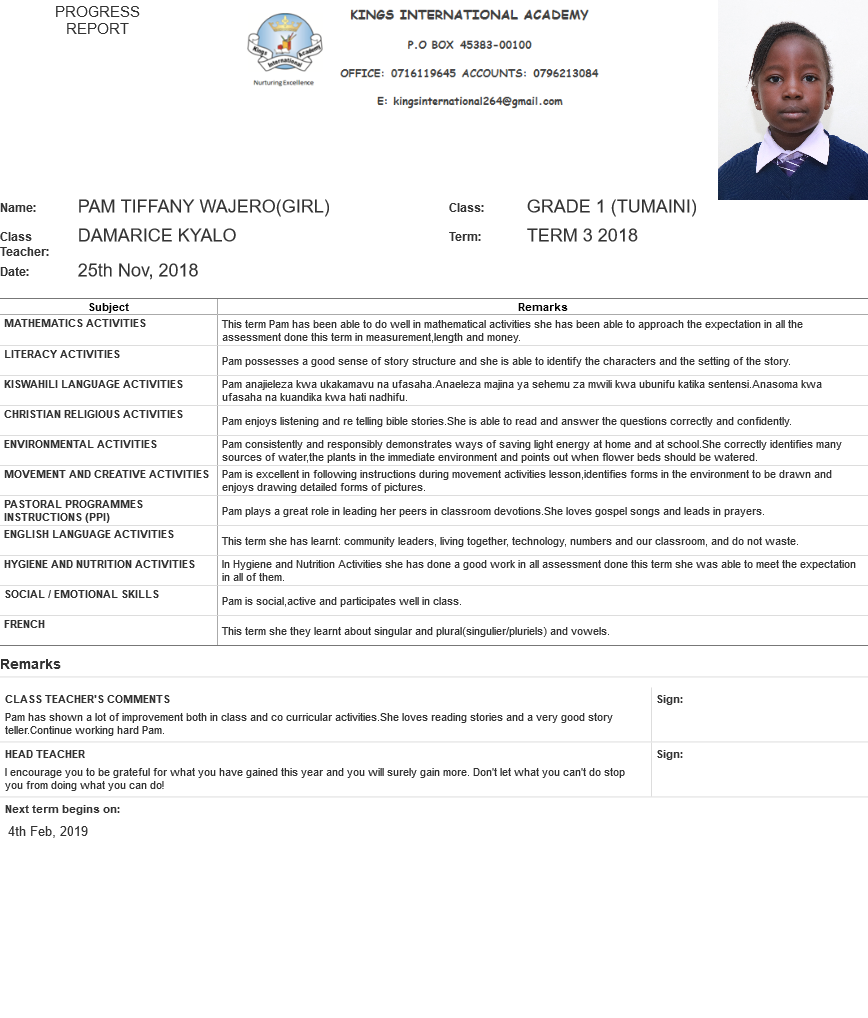 PROGRESS
REPORT
KINGS INTERNATIONAL ACADEMY
P.O BOX 45383-00100
OFFICE: 0716119645 ACCOUNTS: 0796213084
E: kingsinternational264@gmail.com
Kings Academy
International
Nurturing Excellence
Name: PAM TIFFANY WAJERO(GIRL) Class: GRADE 1 (TUMAINI)
Class Teacher: DAMARICE KYALO Term: TERM 3 2018
Date: 25th Nov, 2018
Subject Remarks
MATHEMATICS ACTIVITIES
This term Pam has been able to do well in mathematical activities she has been able to approach the expectation in all the
assessment done this term in measurement,length and money.
LITERACY ACTIVITIES
Pam possesses a good sense of story structure and she is able to identify the characters and the setting of the story.
KISWAHILI LANGUAGE ACTIVITIES
Pam anajieleza kwa ukakamavu na ufasaha.Anaeleza majina ya sehemu za mwili kwa ubunifu katika sentensi.Anasoma kwa
ufasaha na kuandika kwa hati nadhifu.
CHRISTIAN RELIGIOUS ACTIVITIES
Pam enjoys listening and re telling bible stories.She is able to read and answer the questions correctly and confidently.
ENVIRONMENTAL ACTIVITIES
Pam consistently and responsibly demonstrates ways of saving light energy at home and at school.She correctly identifies many
sources of water,the plants in the immediate environment and points out when flower beds should be watered.
MOVEMENT AND CREATIVE ACTIVITIES
Pam is excellent in following instructions during movement activities lesson,identifies forms in the environment to be drawn and
enjoys drawing detailed forms of pictures.
PASTORAL PROGRAMMES
INSTRUCTIONS (PPI)
Pam plays a great role in leading her peers in classroom devotions.She loves gospel songs and leads in prayers.
ENGLISH LANGUAGE ACTIVITIES
This term she has learnt: community leaders, living together, technology, numbers and our classroom, and do not waste.
HYGIENE AND NUTRITION ACTIVITIES
In Hygiene and Nutrition Activities she has done a good work in all assessment done this term she was able to meet the expectation
in all of them.
SOCIAL / EMOTIONAL SKILLS
Pam is social,active and participates well in class.
FRENCH
This term she they learnt about singular and plural(singulier/pluriels) and vowels.
Remarks
CLASS TEACHER'S COMMENTS Sign:
Pam has shown a lot of improvement both in class and co curricular activities.She loves reading stories and a very good story
teller.Continue working hard Pam.
HEAD TEACHER Sign:
I encourage you to be grateful for what you have gained this year and you will surely gain more. Don't let what you can't do stop
you from doing what you can do!
Next term begins on:
4th Feb, 2019